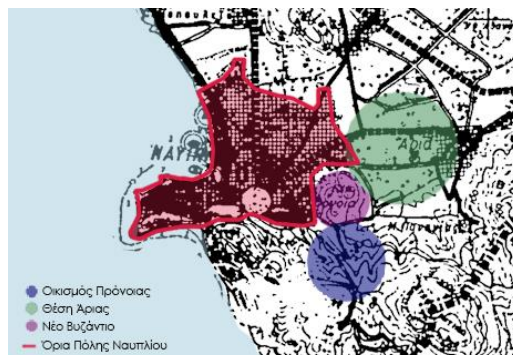 ΝΑΥΠ
Άρια
Οικισμός Πρόνοιας
Θέση Άριας
Νέο Βυζάντιο
Όρια Πόλης Ναυπλίου